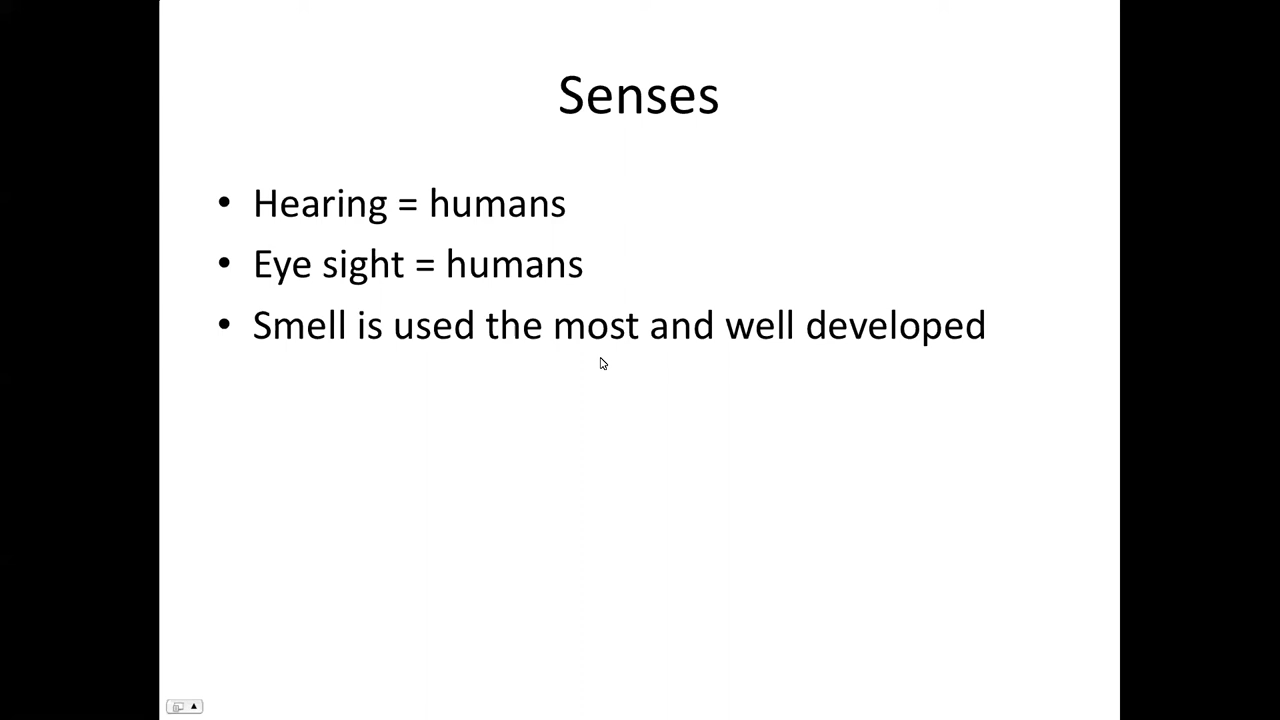 Senses
• Hearing = humans
• Eye sight = humans
• Smell is used the most and well developed